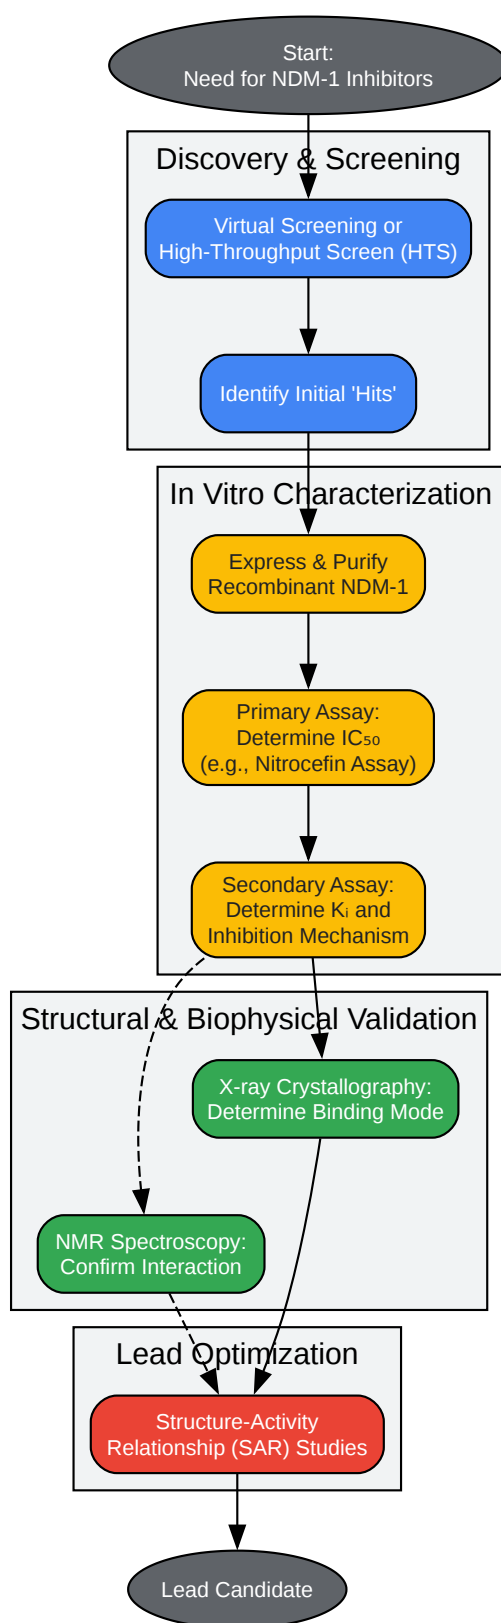 Start:
Need for NDM-1 Inhibitors
Discovery & Screening
Virtual Screening or
High-Throughput Screen (HTS)
Identify Initial 'Hits'
In Vitro Characterization
Express & Purify
Recombinant NDM-1
Primary Assay:
Determine IC₅₀
(e.g., Nitrocefin Assay)
Secondary Assay:
Determine Kᵢ and
Inhibition Mechanism
Structural & Biophysical Validation
X-ray Crystallography:
Determine Binding Mode
NMR Spectroscopy:
Confirm Interaction
Lead Optimization
Structure-Activity
Relationship (SAR) Studies
Lead Candidate